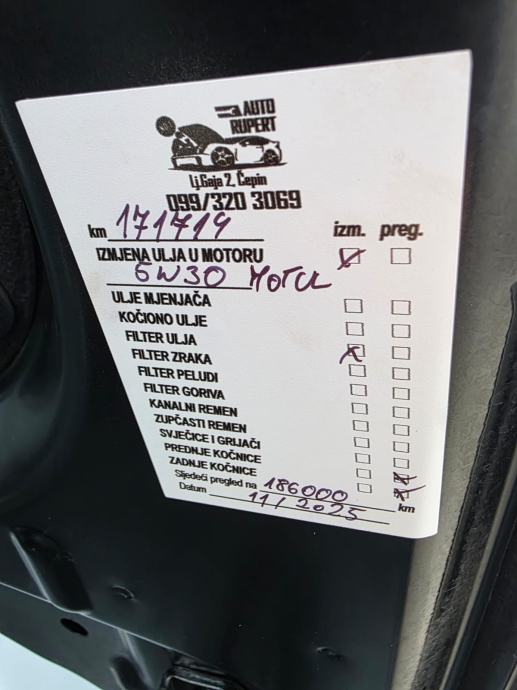 AUTO
RUPERT
Lj.Gaja 2, Čepin
099/320 3069
km 171719 izm. preg.
IZMJENA ULJA U MOTORU
5W30 MOTUL
ULJE MJENJAČA
KOČIONO ULJE
FILTER ULJA
FILTER ZRAKA
FILTER PELUDI
FILTER GORIVA
KANALNI REMEN
ZUPČASTI REMEN
SVJEČICE I GRIJAČI
PREDNJE KOČNICE
ZADNJE KOČNICE
Sljedeći pregled na 186000 km
Datum 11/2025